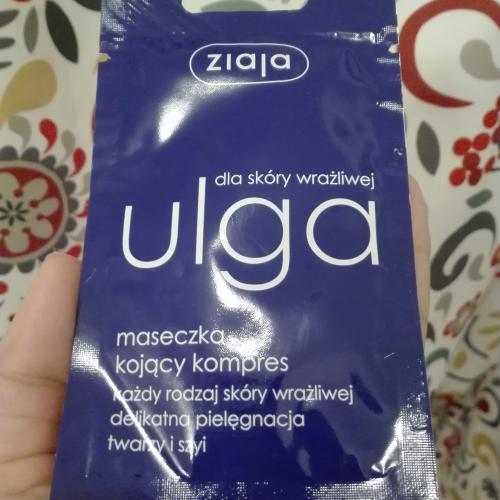 ziaja
dla skóry wrażliwej
ulga
maseczka
kojący kompres
każdy rodzaj skóry wrażliwej
delikatna pielęgnacja
twarzy i szyi